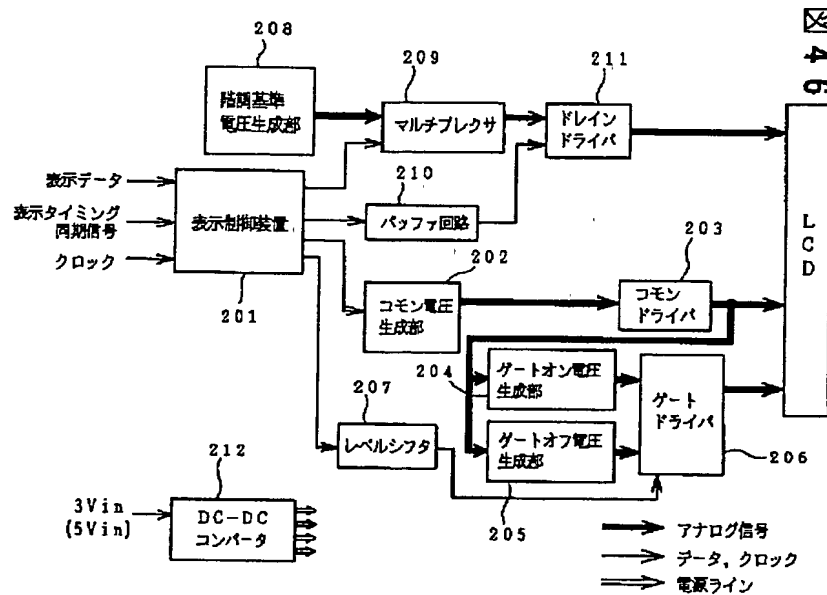 図46
208
階調基準
電圧生成部
209
マルチプレクサ
211
ドレイン
ドライバ
LCD
表示データ
表示タイミング
同期信号
クロック
表示制御装置
201
210
バッファ回路
202
コモン電圧
生成部
203
コモン
ドライバ
204
ゲートオン電圧
生成部
ゲートオフ電圧
生成部
205
ゲート
ドライバ
206
207
レベルシフタ
212
3Vin
(5Vin)
DC-DC
コンバータ
アナログ信号
データ，クロック
電源ライン